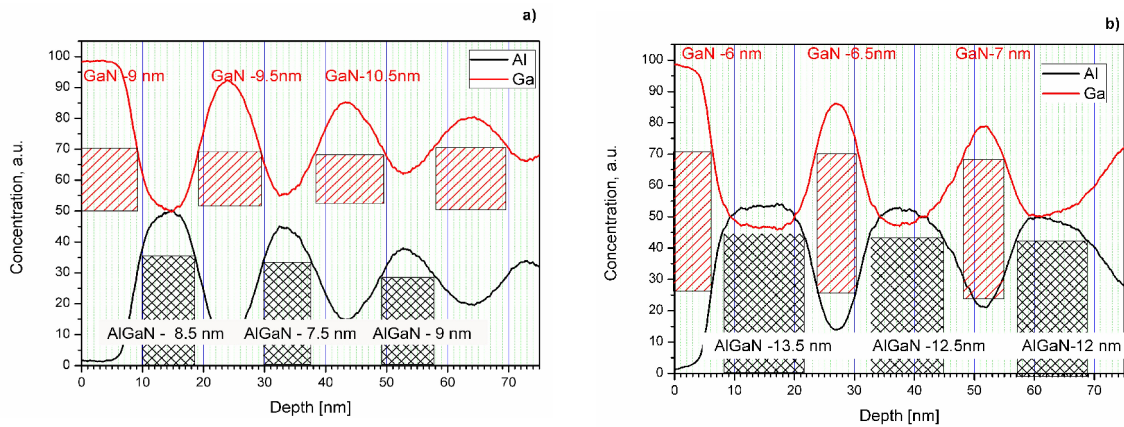 a)
GaN -9 nm GaN -9.5nm GaN-10.5nm
Al
Ga
Concentration, a.u.
105
100
90
80
70
60
50
40
30
20
10
0
AlGaN - 8.5 nm AlGaN - 7.5 nm AlGaN - 9 nm
0 10 20 30 40 50 60 70
Depth [nm]
b)
GaN-6 nm GaN-6.5nm GaN-7 nm
Al
Ga
Concentration, a.u.
105
100
90
80
70
60
50
40
30
20
10
0
AlGaN -13.5 nm AlGaN -12.5nm AlGaN-12 nm
0 10 20 30 40 50 60 70
Depth [nm]